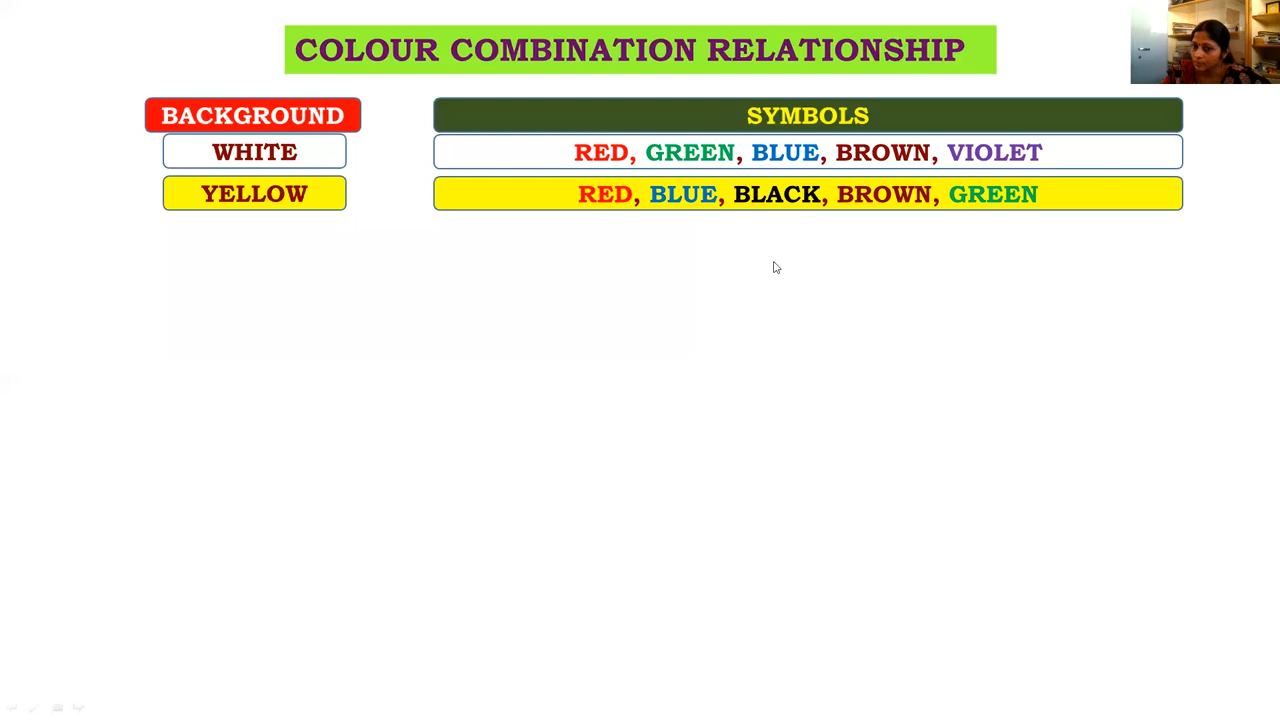 COLOUR COMBINATION RELATIONSHIP
BACKGROUND
SYMBOLS
WHITE
RED, GREEN, BLUE, BROWN, VIOLET
YELLOW
RED, BLUE, BLACK, BROWN, GREEN